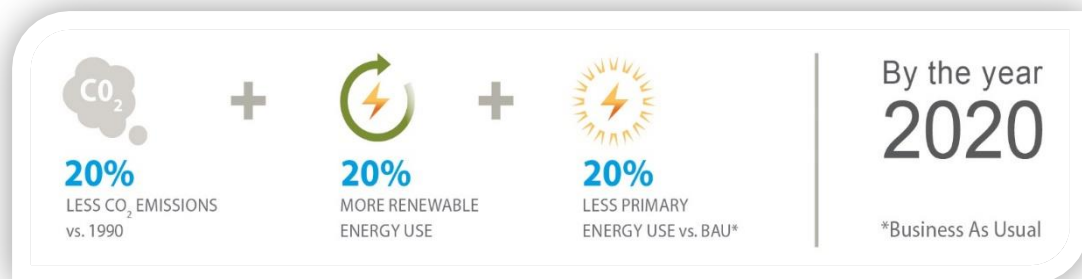 CO2
20%
LESS CO2 EMISSIONS
vs. 1990
20%
MORE RENEWABLE
ENERGY USE
20%
LESS PRIMARY
ENERGY USE vs. BAU*
By the year
2020
*Business As Usual